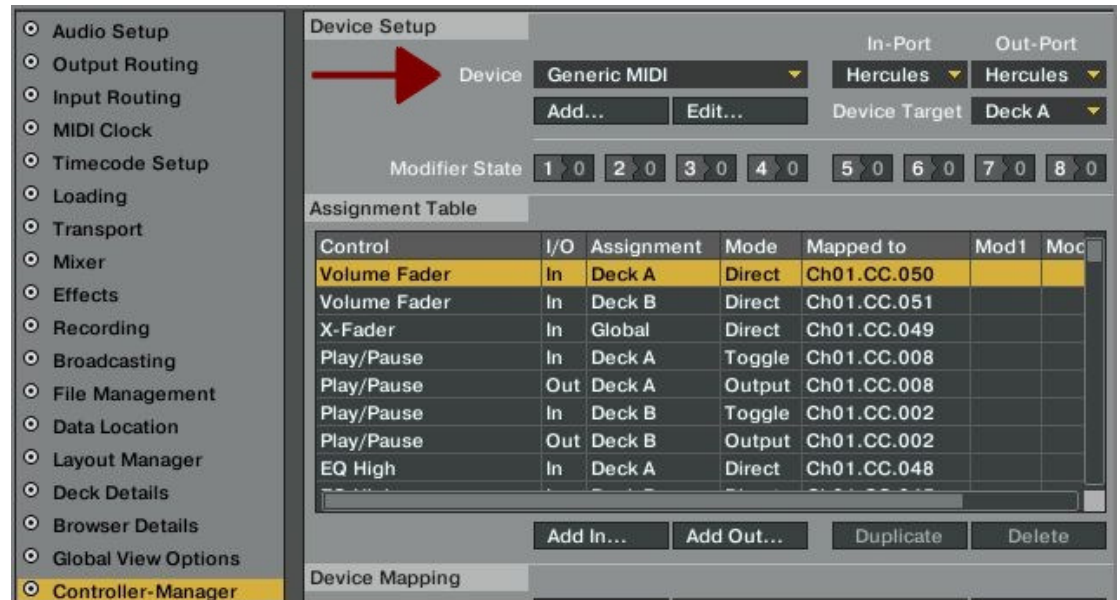 Audio Setup
Output Routing
Input Routing
MIDI Clock
Timecode Setup
Loading
Transport
Mixer
Effects
Recording
Broadcasting
File Management
Data Location
Layout Manager
Deck Details
Browser Details
Global View Options
Controller-Manager
Device Setup
In-Port Out-Port
Device Generic MIDI Hercules Hercules
Add... Edit... Device Target Deck A
Modifier State 1 0 2 0 3 0 4 0 5 0 6 0 7 0 8 0
Assignment Table
Control I/O Assignment Mode Mapped to Mod1
Volume Fader In Deck A Direct Ch01.CC.050
Volume Fader In Deck B Direct Ch01.CC.051
X-Fader In Global Direct Ch01.CC.049
Play/Pause In Deck A Toggle Ch01.CC.008
Play/Pause Out Deck A Output Ch01.CC.008
Play/Pause In Deck B Toggle Ch01.CC.002
Play/Pause Out Deck B Output Ch01.CC.002
EQ High In Deck A Direct Ch01.CC.048
Add In... Add Out... Duplicate Delete
Device Mapping